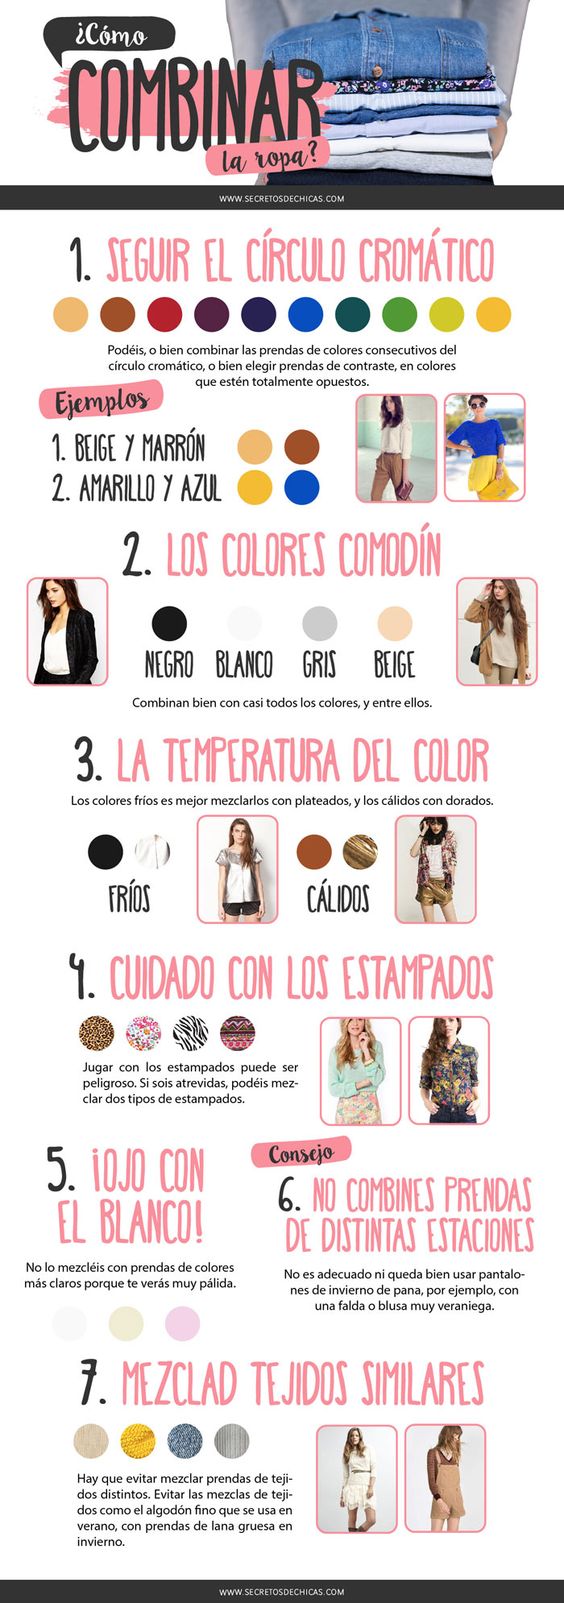 ¿Cómo
COMBINAR
la ropa?
WWW.SECRETOSDECHICAS.COM
1. SEGUIR EL CÍRCULO CROMÁTICO
Podéis, o bien combinar las prendas de colores consecutivos del
círculo cromático, o bien elegir prendas de contraste, en colores
que estén totalmente opuestos.
Ejemplos
1. BEIGE Y MARRÓN
2. AMARILLO Y AZUL
2. LOS COLORES COMODÍN
NEGRO BLANCO GRIS BEIGE
Combinan bien con casi todos los colores, y entre ellos.
3. LA TEMPERATURA DEL COLOR
Los colores fríos es mejor mezclarlos con plateados, y los cálidos con dorados.
FRÍOS CÁLIDOS
4. CUIDADO CON LOS ESTAMPADOS
Jugar con los estampados puede ser
peligroso. Si sois atrevidas, podéis mez-
clar dos tipos de estampados.
5. ¡OJO CON
EL BLANCO!
No lo mezcléis con prendas de colores
más claros porque te verás muy pálida.
Consejo
6. NO COMBINES PRENDAS
DE DISTINTAS ESTACIONES
No es adecuado ni queda bien usar pantalo-
nes de invierno de pana, por ejemplo, con
una falda o blusa muy veraniega.
7. MEZCLAD TEJIDOS SIMILARES
Hay que evitar mezclar prendas de teji-
dos distintos. Evitar las mezclas de teji-
dos como el algodón fino que se usa en
verano, con prendas de lana gruesa en
invierno.
WWW.SECRETOSDECHICAS.COM